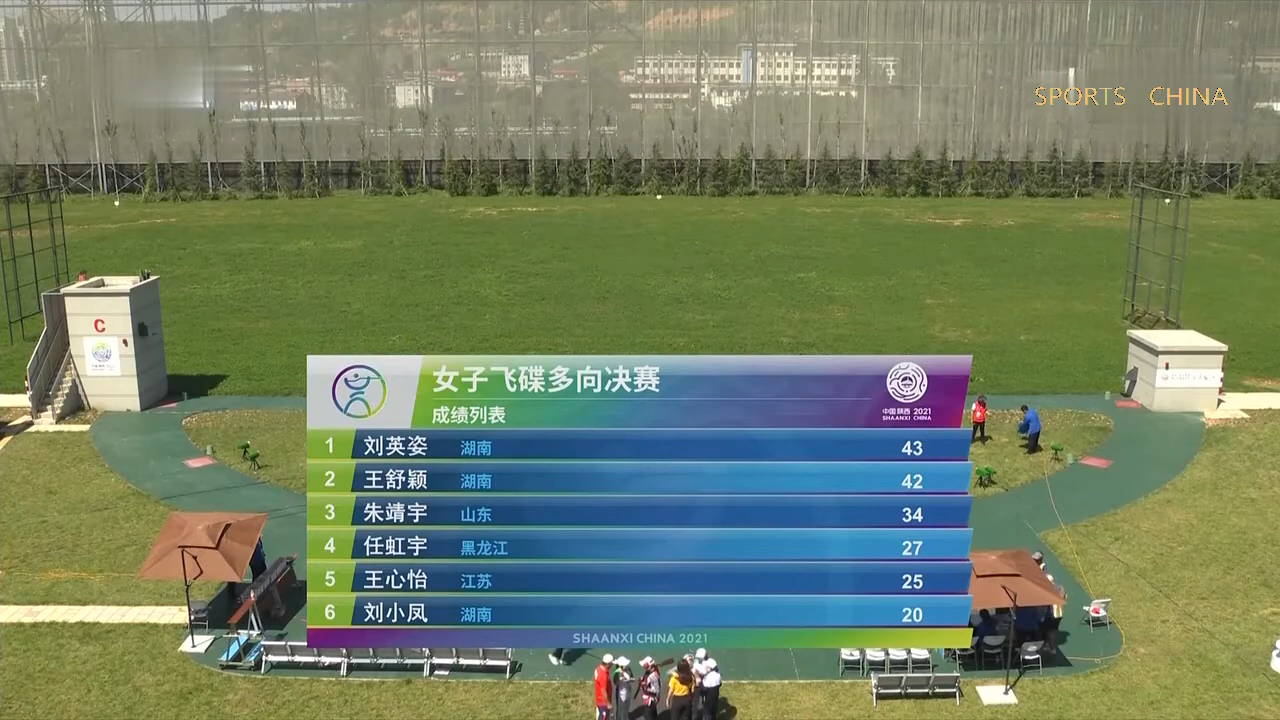 SPORTS CHINA
C
女子飞碟多向决赛
成绩列表
中国陕西 2021
SHAANXI CHINA
1 刘英姿 湖南 43
2 王舒颖 湖南 42
3 朱靖宇 山东 34
4 任虹宇 黑龙江 27
5 王心怡 江苏 25
6 刘小凤 湖南 20
SHAANXI CHINA 2021